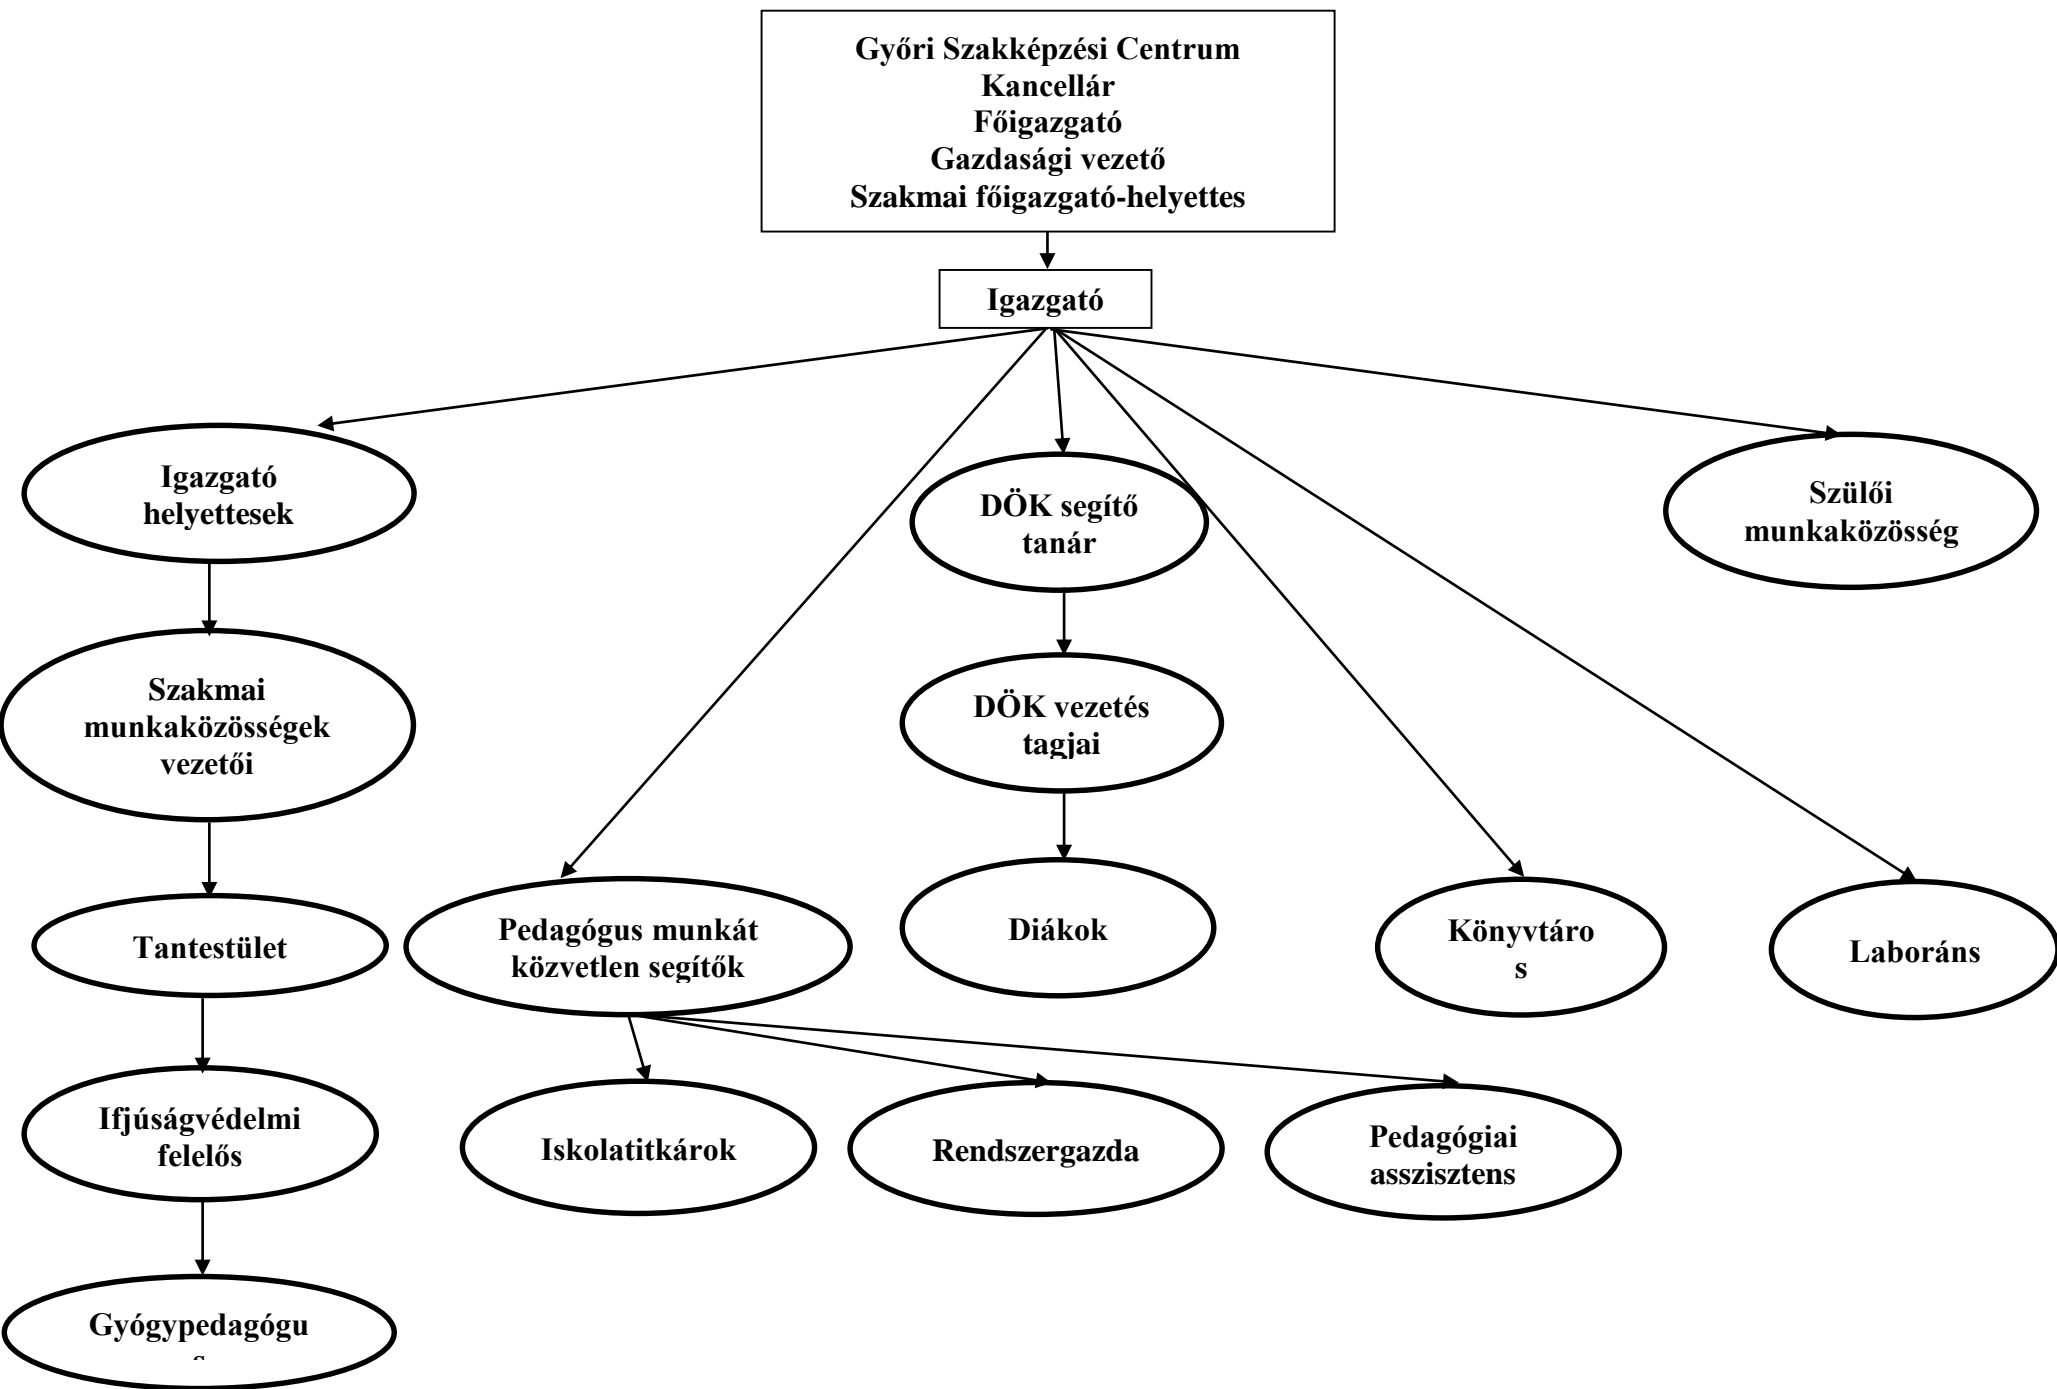 Győri Szakképzési Centrum
Kancellár
Főigazgató
Gazdasági vezető
Szakmai főigazgató-helyettes
Igazgató
Igazgató
helyettesek
DÖK segítő
tanár
Szülői
munkaközösség
Szakmai
munkaközösségek
vezetői
DÖK vezetés
tagjai
Tantestület
Pedagógus munkát
közvetlen segítők
Diákok
Könyvtáro
s
Laboráns
Ifjúságvédelmi
felelős
Iskolatitkárok
Rendszergazda
Pedagógiai
asszisztens
Gyógypedagógu
s